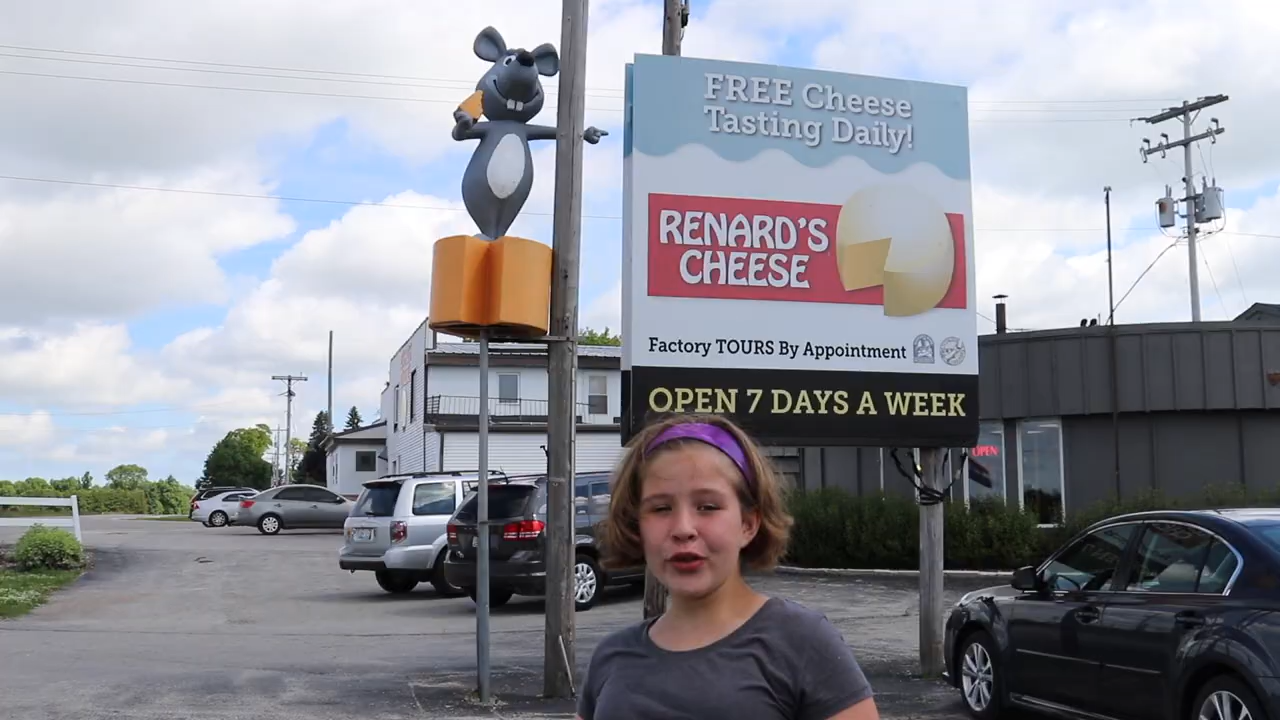 FREE Cheese
Tasting Daily!
RENARD'S
CHEESE
Factory TOURS By Appointment
OPEN 7 DAYS A WEEK
OPEN